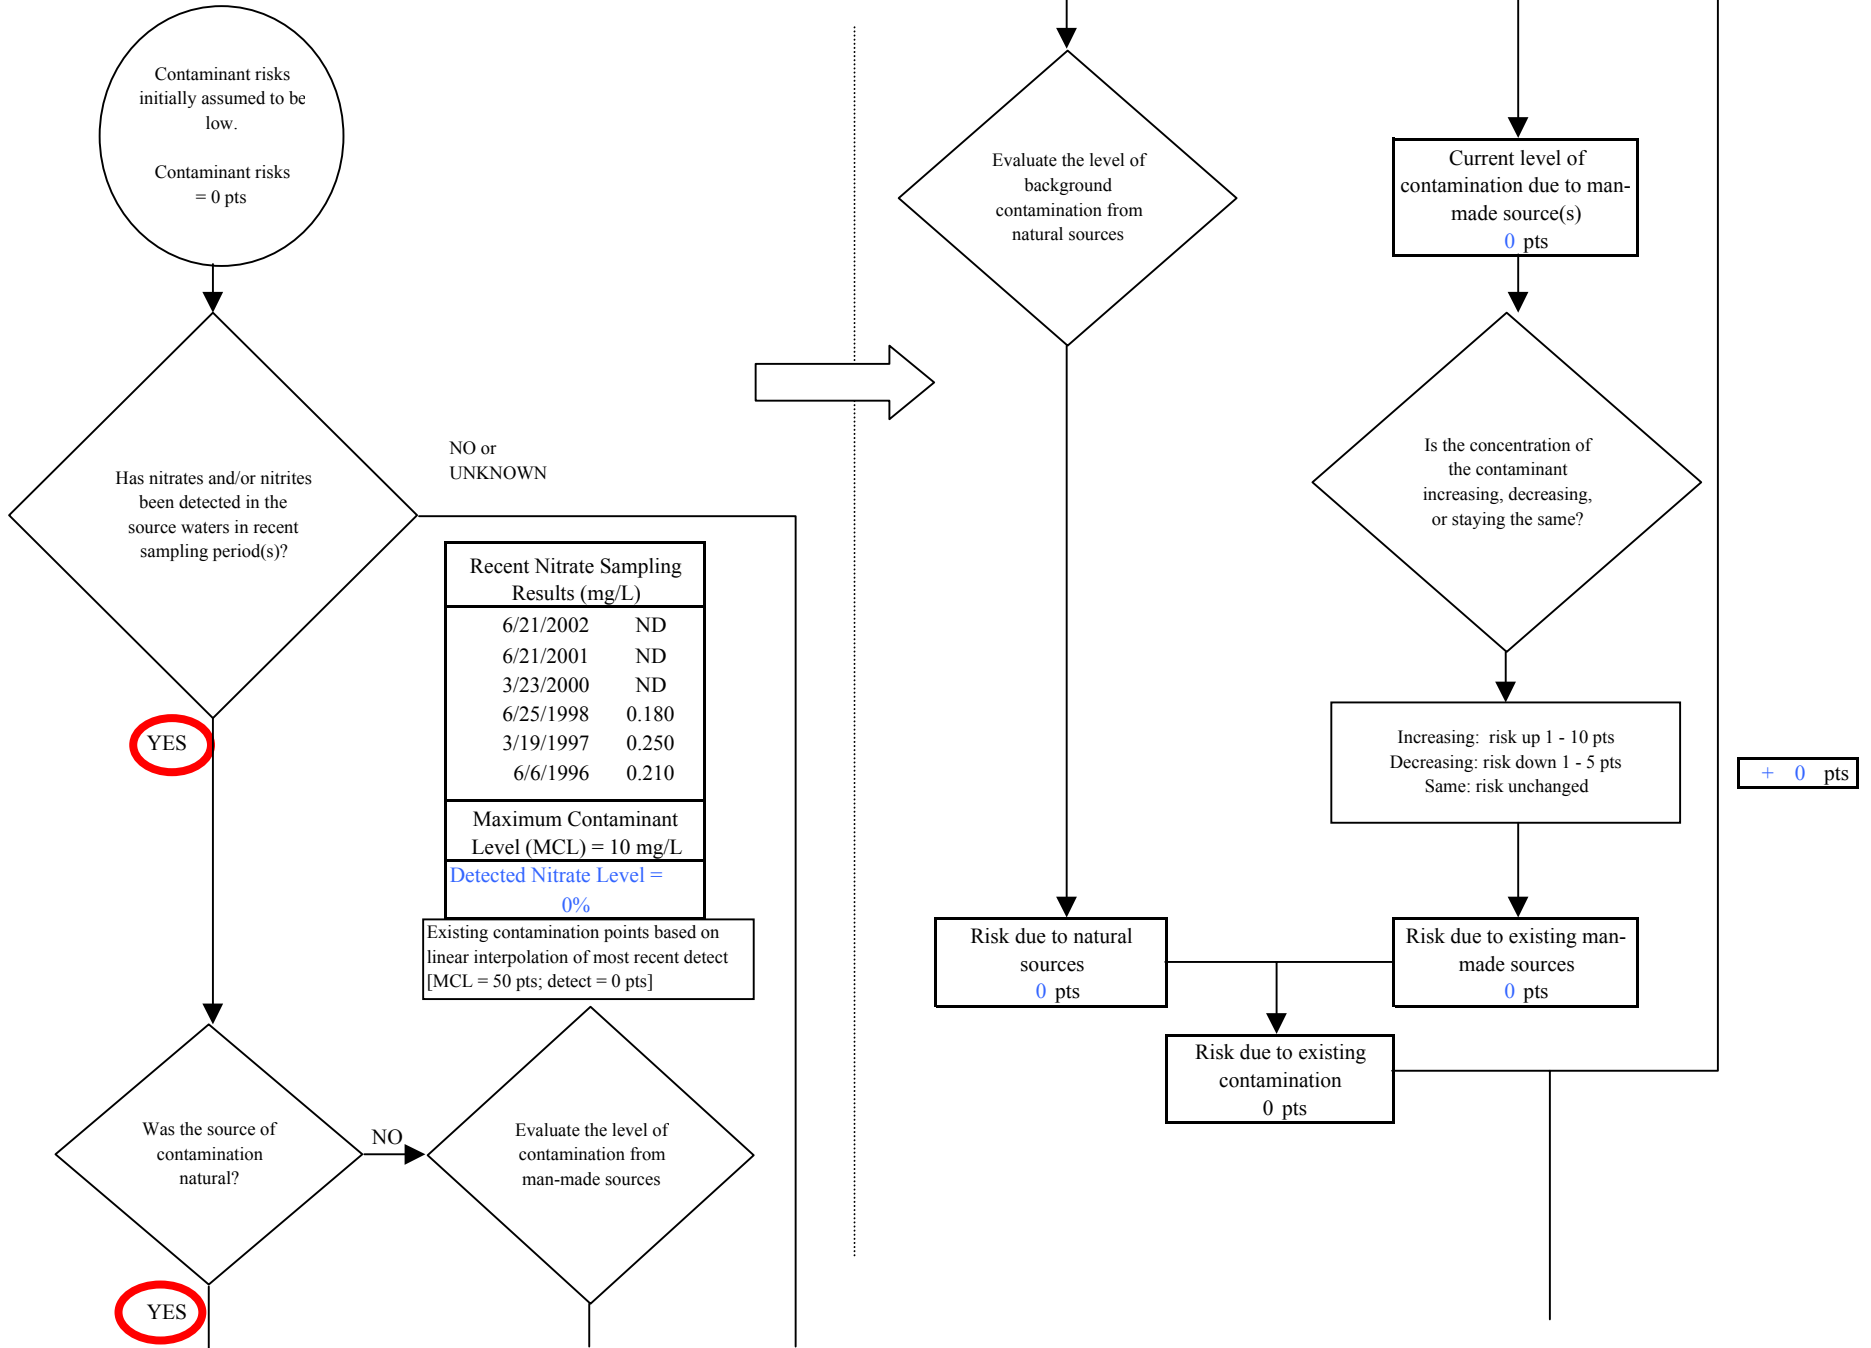 Contaminant risks
initially assumed to be
low.
Contaminant risks
= 0 pts
Has nitrates and/or nitrites
been detected in the
source waters in recent
sampling period(s)?
NO or
UNKNOWN
YES
Recent Nitrate Sampling
Results (mg/L)
6/21/2002 ND
6/21/2001 ND
3/23/2000 ND
6/25/1998 0.180
3/19/1997 0.250
6/6/1996 0.210
Maximum Contaminant
Level (MCL) = 10 mg/L
Detected Nitrate Level =
0%
Existing contamination points based on
linear interpolation of most recent detect
[MCL = 50 pts; detect = 0 pts]
Was the source of
contamination
natural?
NO
Evaluate the level of
contamination from
man-made sources
YES
Evaluate the level of
background
contamination from
natural sources
Current level of
contamination due to man-
made source(s)
0 pts
Is the concentration of
the contaminant
increasing, decreasing,
or staying the same?
Increasing: risk up 1 - 10 pts
Decreasing: risk down 1 - 5 pts
Same: risk unchanged
+ 0 pts
Risk due to natural
sources
0 pts
Risk due to existing man-
made sources
0 pts
Risk due to existing
contamination
0 pts